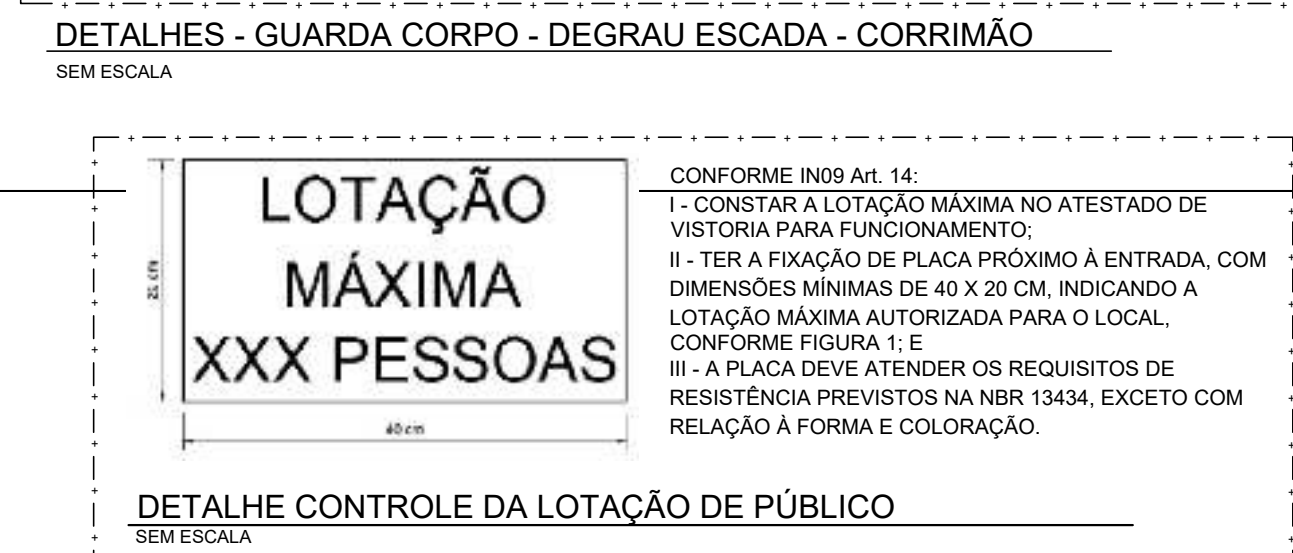 DETALHES - GUARDA CORPO - DEGRAU ESCADA - CORRIMÃO
SEM ESCALA
LOTAÇÃO
MÁXIMA
XXX PESSOAS
40 cm
CONFORME IN09 Art. 14:
I - CONSTAR A LOTAÇÃO MÁXIMA NO ATESTADO DE
VISTORIA PARA FUNCIONAMENTO;
II - TER A FIXAÇÃO DE PLACA PRÓXIMO À ENTRADA, COM
DIMENSÕES MÍNIMAS DE 40 X 20 CM, INDICANDO A
LOTAÇÃO MÁXIMA AUTORIZADA PARA O LOCAL,
CONFORME FIGURA 1; E
III - A PLACA DEVE ATENDER OS REQUISITOS DE
RESISTÊNCIA PREVISTOS NA NBR 13434, EXCETO COM
RELAÇÃO À FORMA E COLORAÇÃO.
DETALHE CONTROLE DA LOTAÇÃO DE PÚBLICO
SEM ESCALA